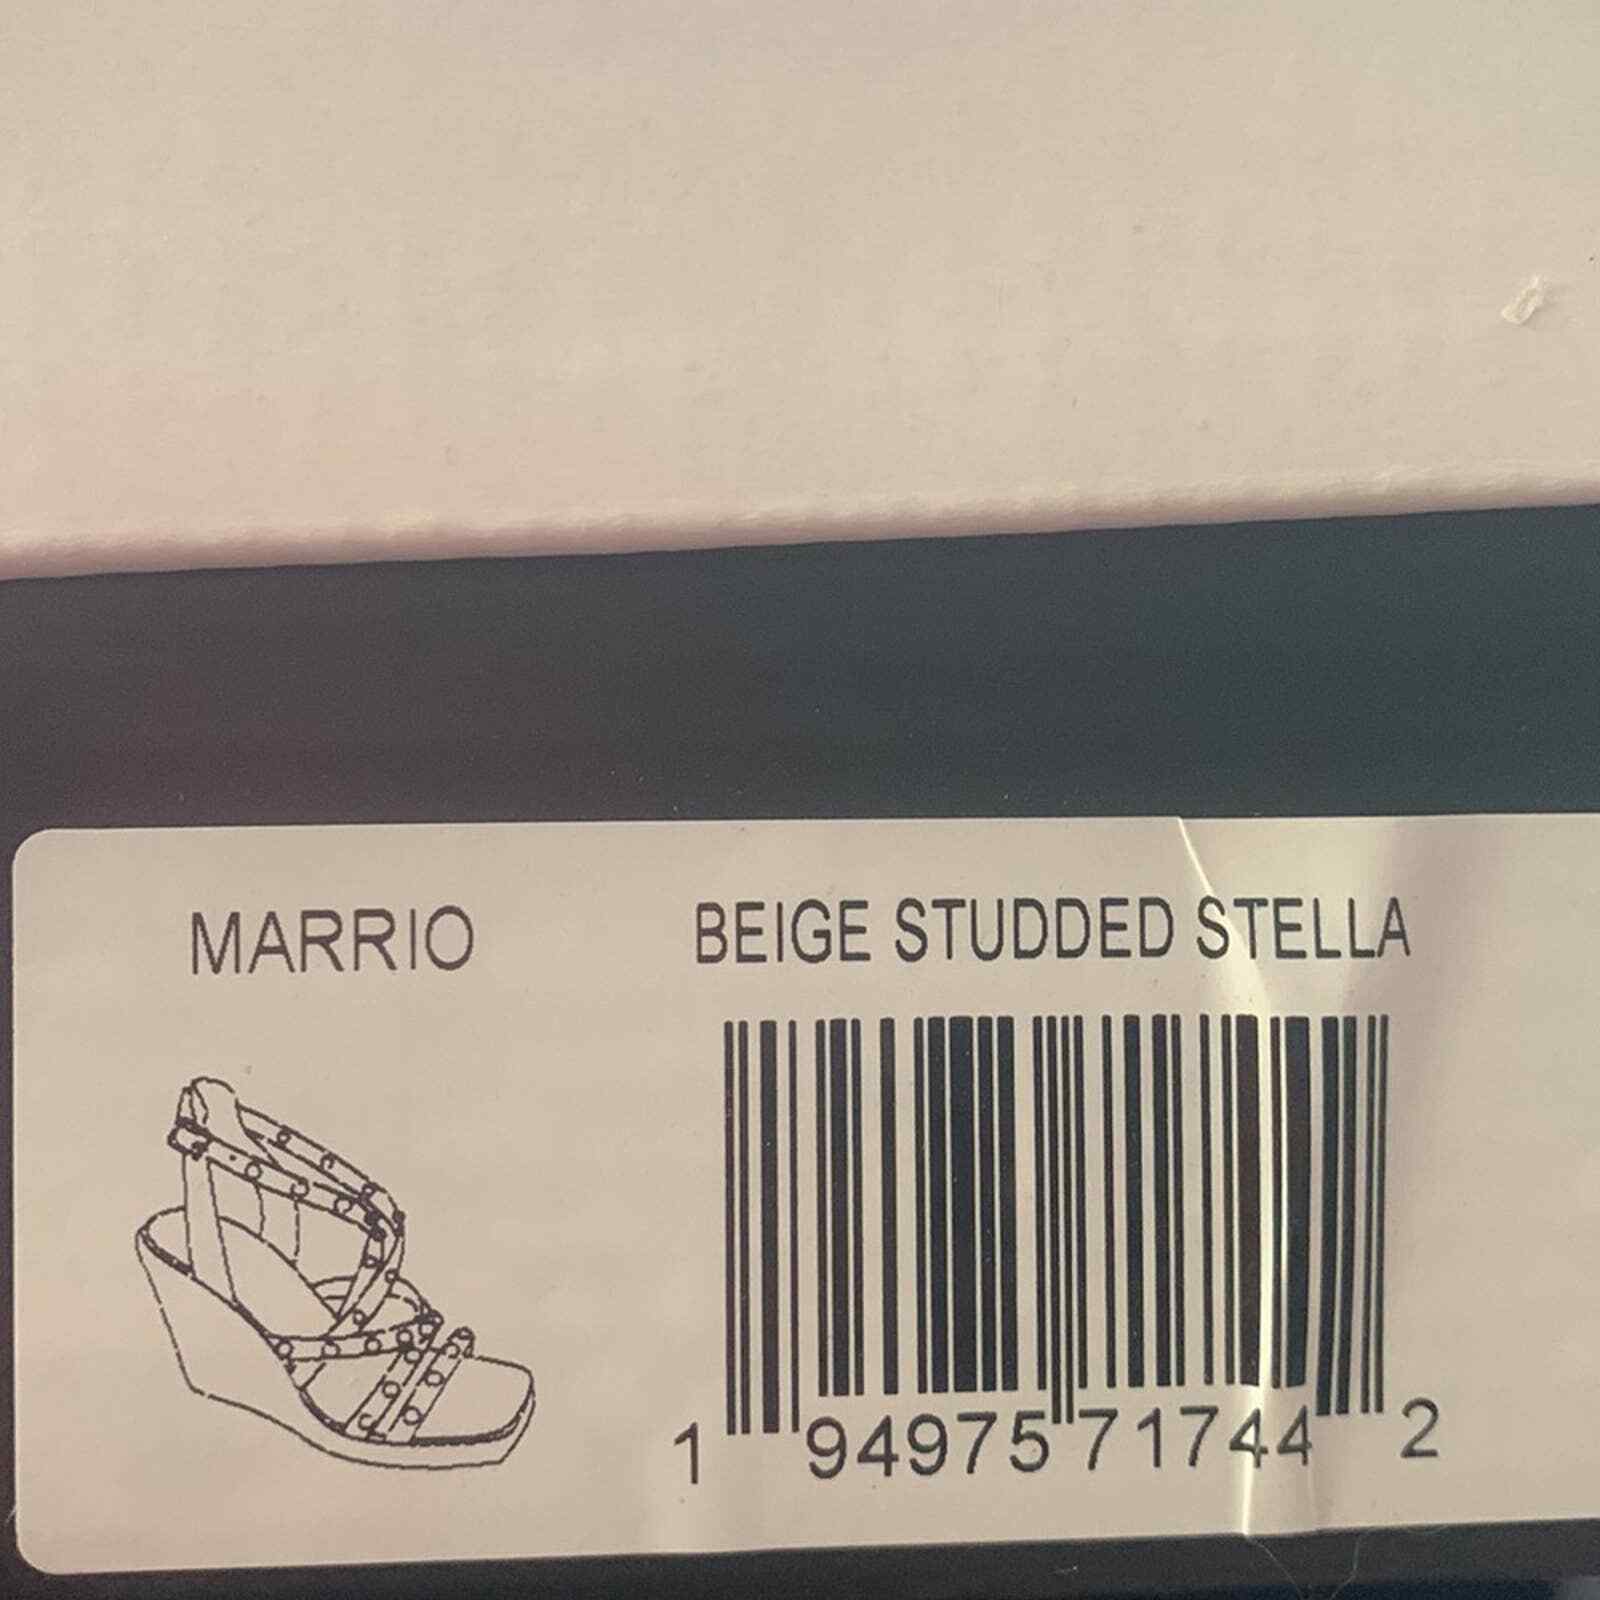 MARRIO
BEIGE STUDDED STELLA
1 94975 71744 2